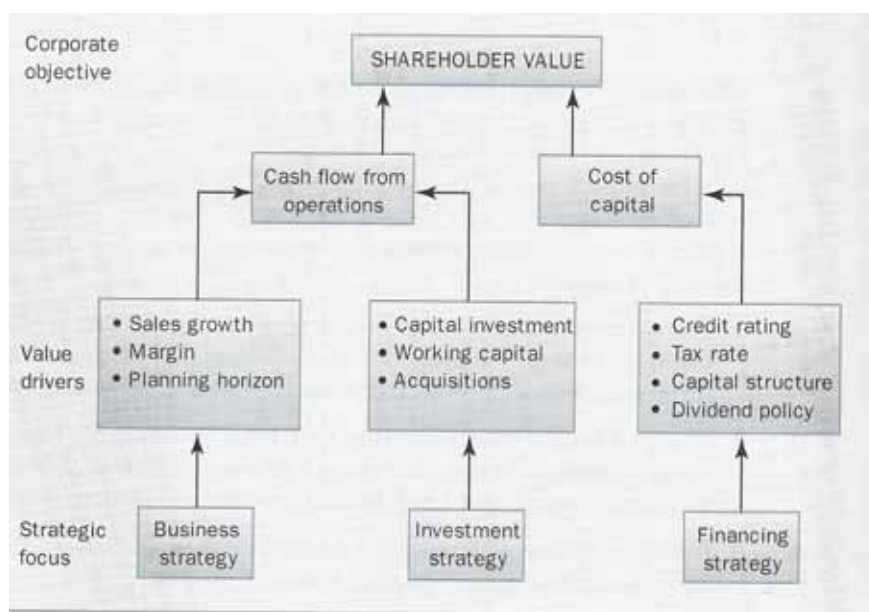 Corporate
objective
SHAREHOLDER VALUE
Cash flow from
operations
Cost of
capital
Value
drivers
• Sales growth
• Margin
• Planning horizon
• Capital investment
• Working capital
• Acquisitions
• Credit rating
• Tax rate
• Capital structure
• Dividend policy
Strategic
focus
Business
strategy
Investment
strategy
Financing
strategy